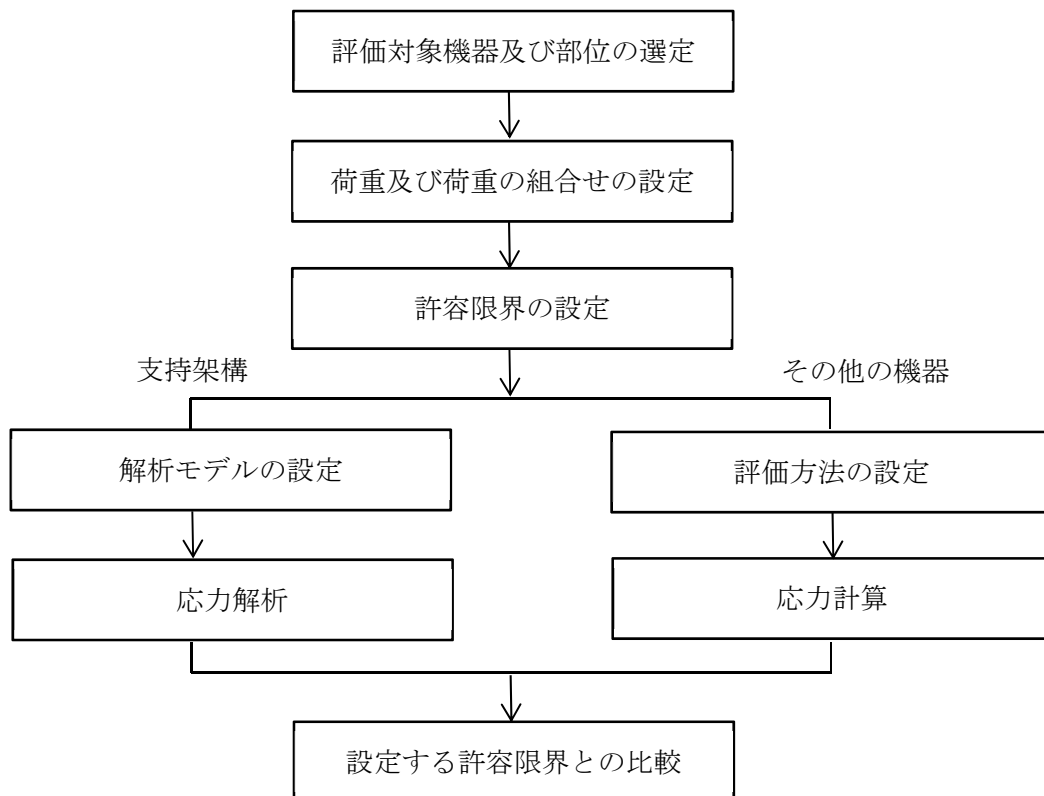 評価対象機器及び部位の選定
荷重及び荷重の組合せの設定
許容限界の設定
支持架構
その他の機器
解析モデルの設定
評価方法の設定
応力解析
応力計算
設定する許容限界との比較